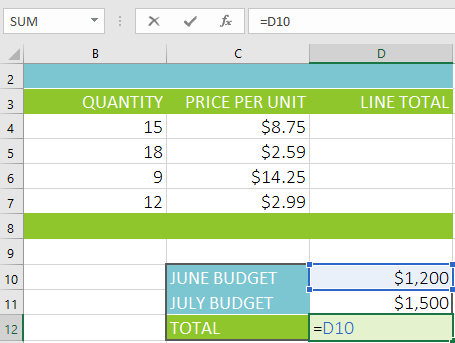 SUM fx =D10
B C D
2
3 QUANTITY PRICE PER UNIT LINE TOTAL
4 15 $8.75
5 18 $2.59
6 9 $14.25
7 12 $2.99
8
9
10 JUNE BUDGET $1,200
11 JULY BUDGET $1,500
12 TOTAL =D10